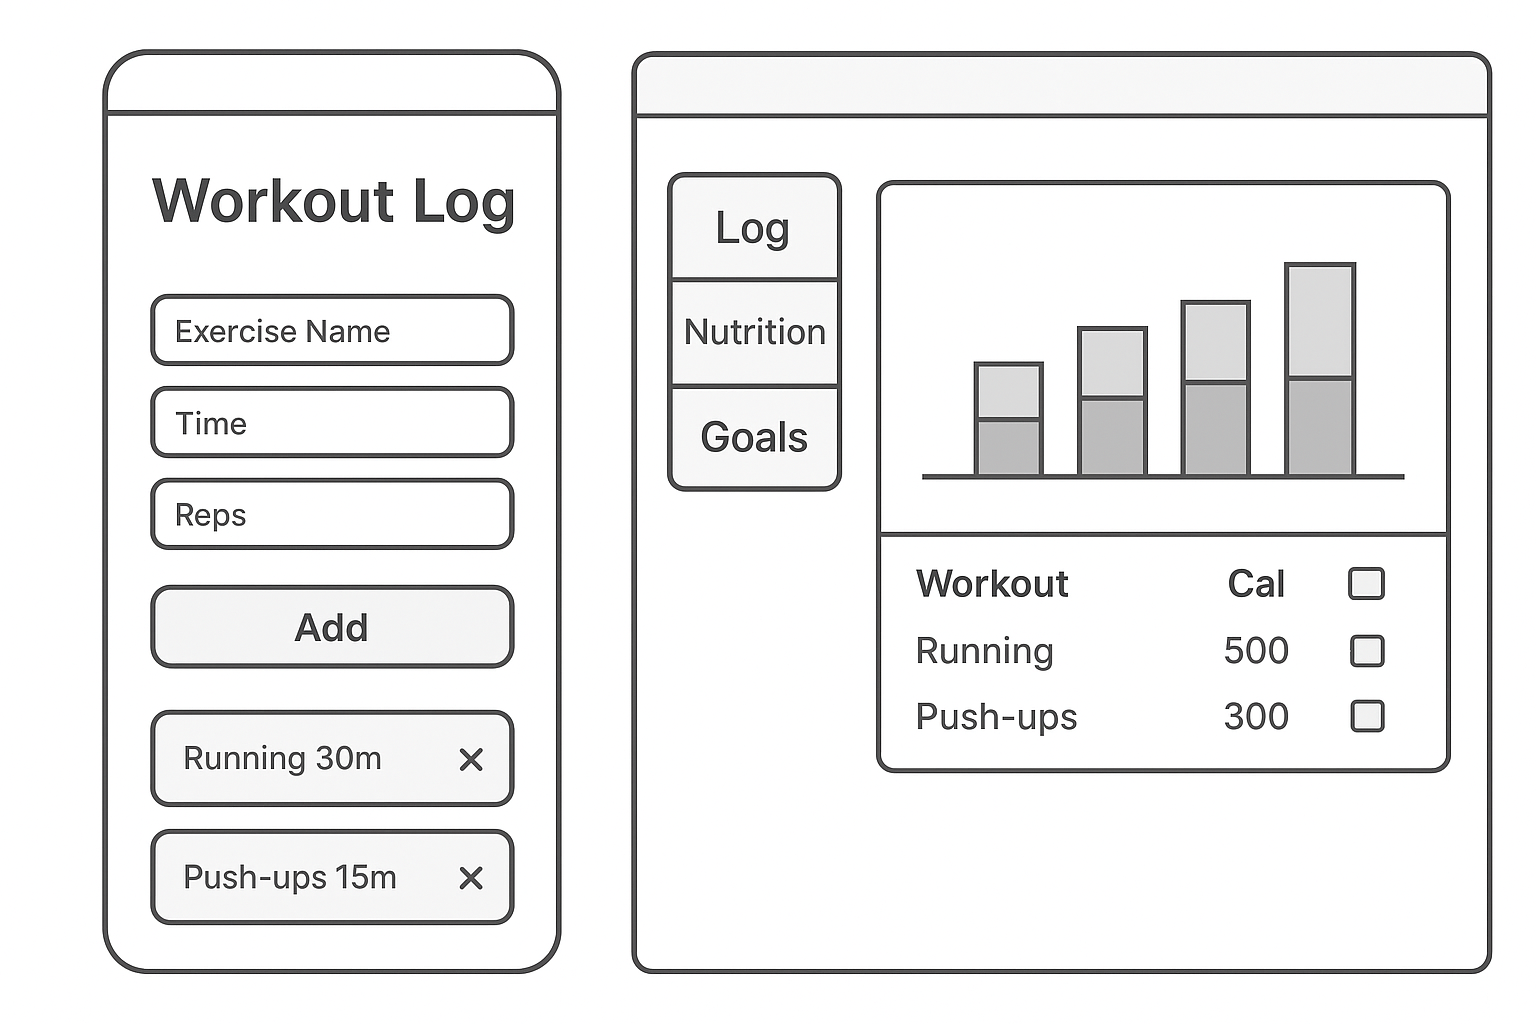 Workout Log
Exercise Name
Time
Reps
Add
Running 30m ×
Push-ups 15m ×
Log
Nutrition
Goals
Workout Cal
Running 500
Push-ups 300